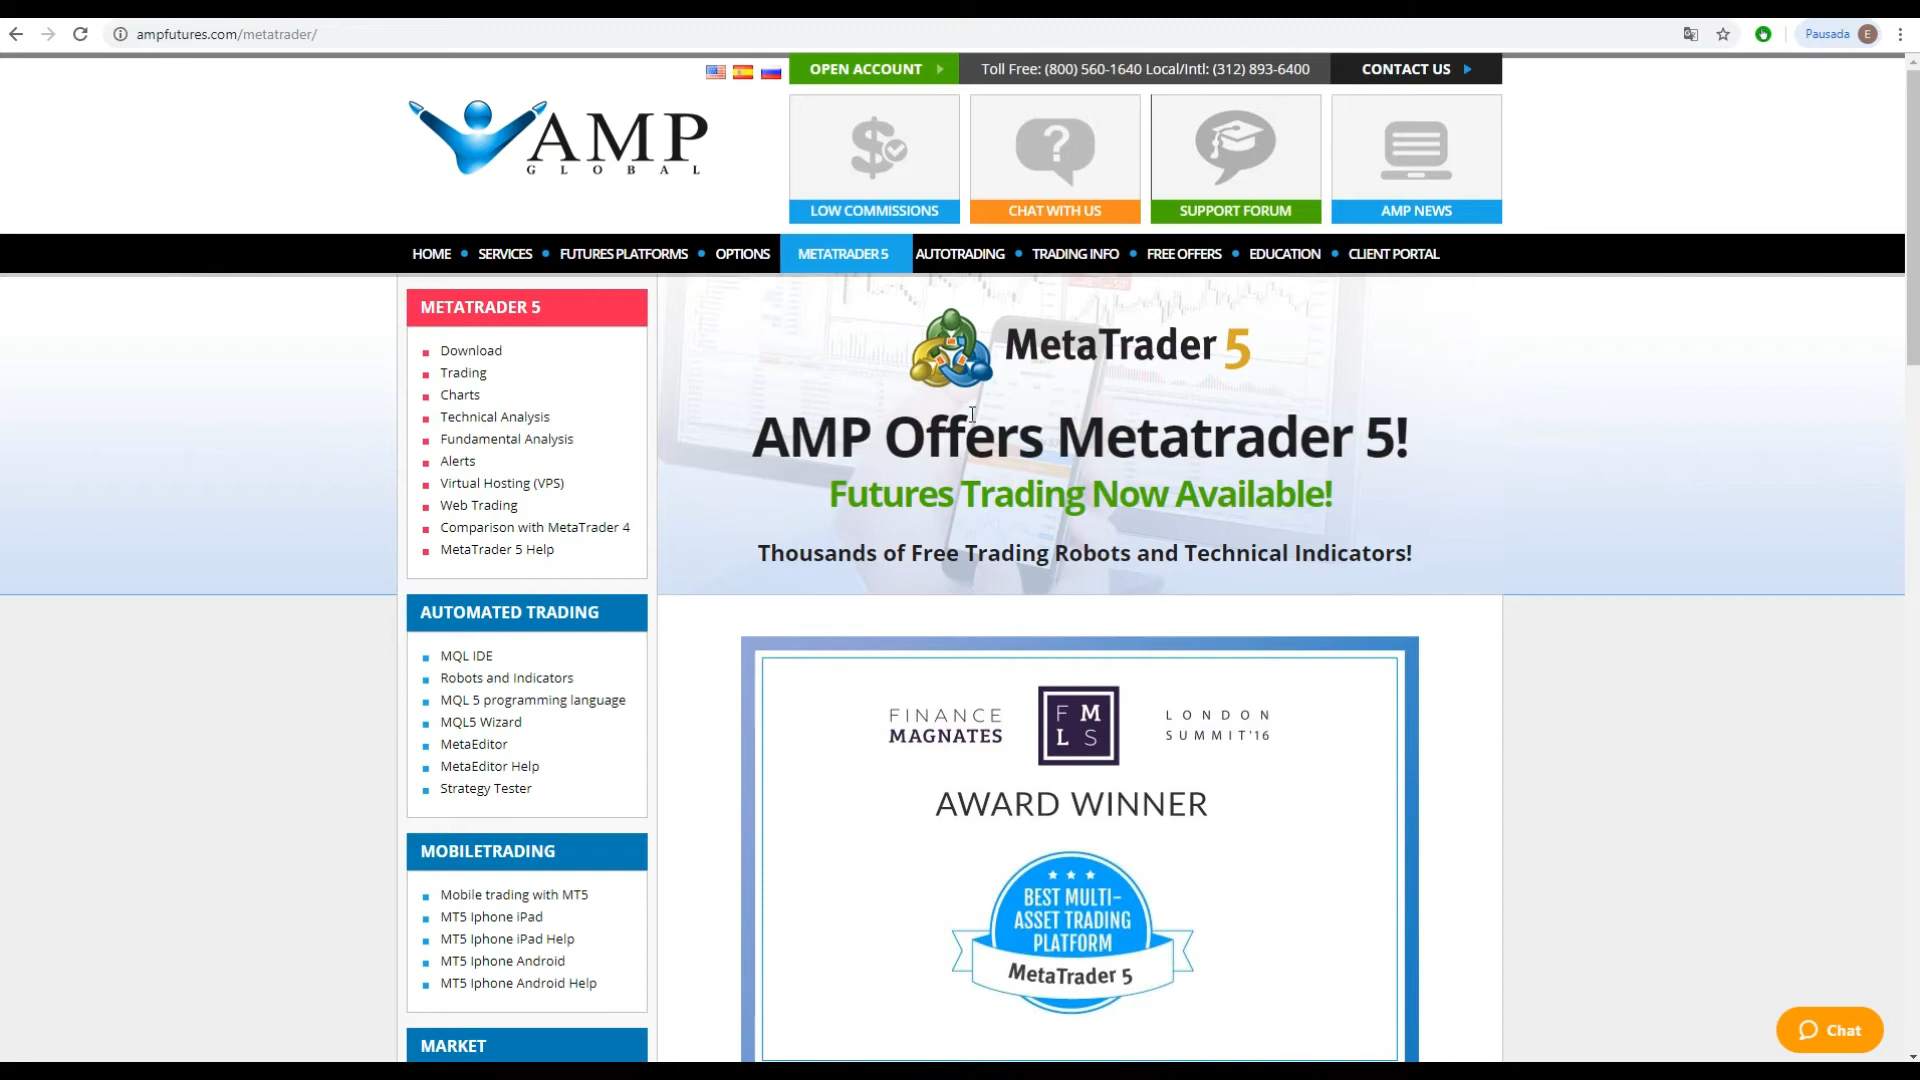 ampfutures.com/metatrader/
Pausada E
OPEN ACCOUNT
Toll Free: (800) 560-1640 Local/Intl: (312) 893-6400
CONTACT US
AMP
GLOBAL
LOW COMMISSIONS
CHAT WITH US
SUPPORT FORUM
AMP NEWS
HOME • SERVICES • FUTURES PLATFORMS • OPTIONS METATRADER 5 AUTOTRADING • TRADING INFO • FREE OFFERS • EDUCATION • CLIENT PORTAL
METATRADER 5
Download
Trading
Charts
Technical Analysis
Fundamental Analysis
Alerts
Virtual Hosting (VPS)
Web Trading
Comparison with MetaTrader 4
MetaTrader 5 Help
AUTOMATED TRADING
MQL IDE
Robots and Indicators
MQL 5 programming language
MQL5 Wizard
MetaEditor
MetaEditor Help
Strategy Tester
MOBILETRADING
Mobile trading with MT5
MT5 Iphone iPad
MT5 Iphone iPad Help
MT5 Iphone Android
MT5 Iphone Android Help
MARKET
MetaTrader 5
AMP Offers Metatrader 5!
Futures Trading Now Available!
Thousands of Free Trading Robots and Technical Indicators!
FINANCE
MAGNATES
F M
L S
LONDON
SUMMIT'16
AWARD WINNER
BEST MULTI-
ASSET TRADING
PLATFORM
MetaTrader 5
Chat